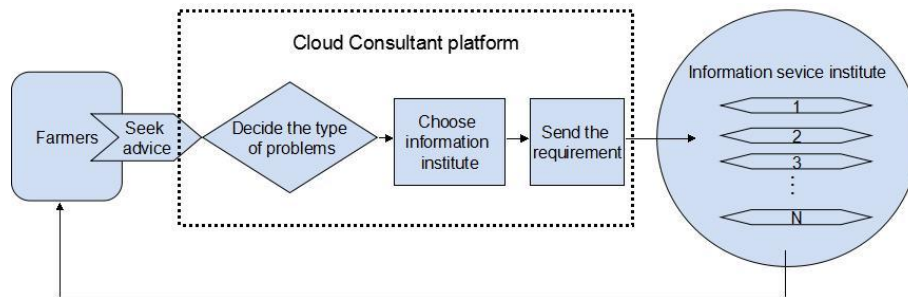 Cloud Consultant platform
Farmers
Seek
advice
Decide the type
of problems
Choose
information
institute
Send the
requirement
Information sevice institute
1
2
3
⋮
N